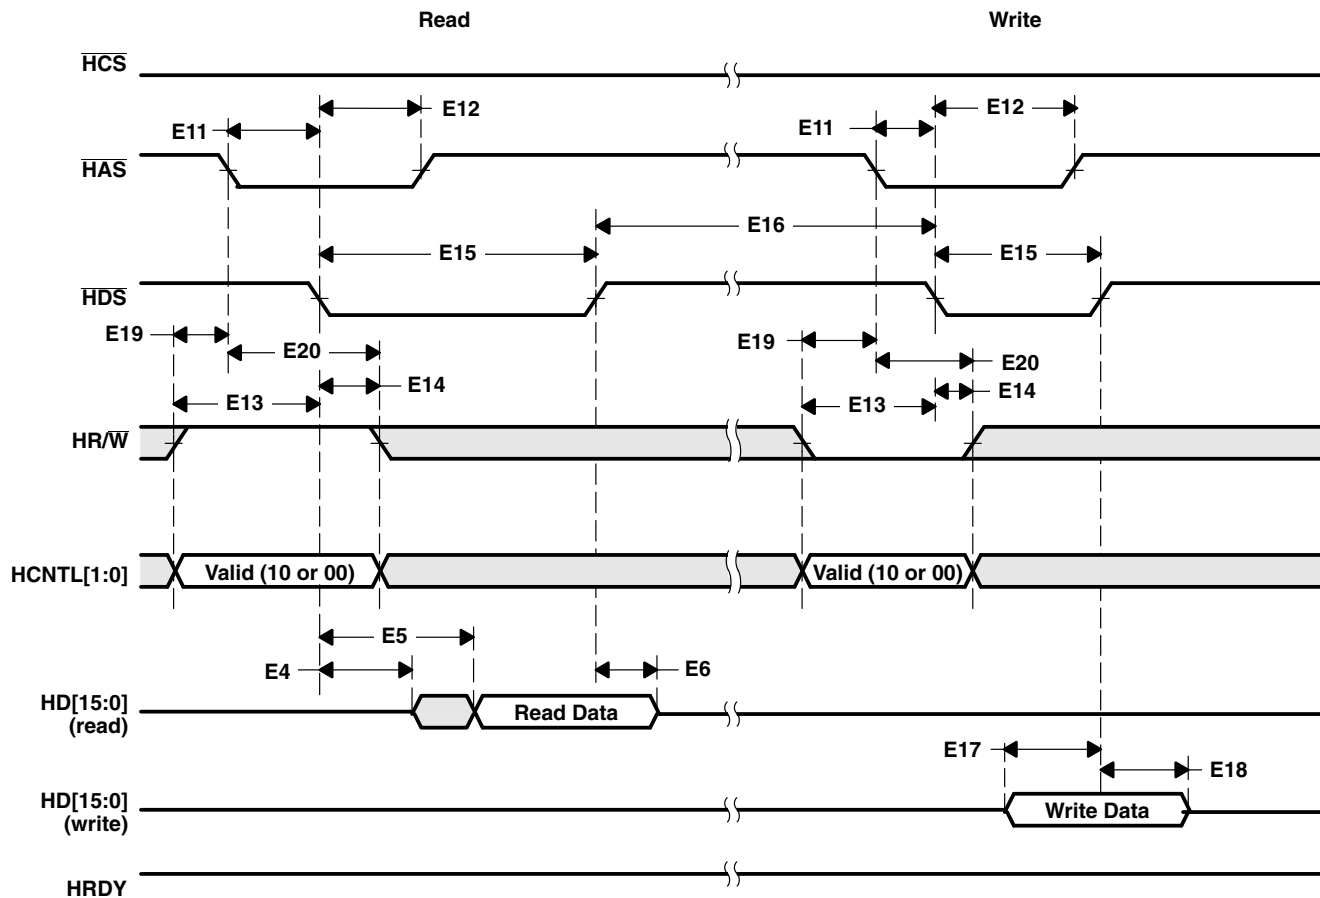 Read Write
HCS
E12 E12
E11 E11
HAS
E16
E15 E15
HDS
E19 E19
E20 E20
E14 E14
E13 E13
HR/W
HCNTL[1:0] Valid (10 or 00) Valid (10 or 00)
E5
E4 E6
HD[15:0]
(read)
Read Data
E17
E18
HD[15:0]
(write)
Write Data
HRDY